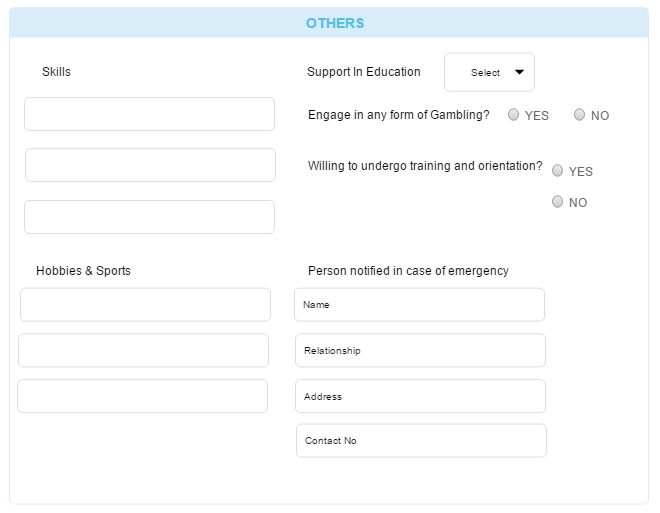 OTHERS
Skills
Support In Education Select
Engage in any form of Gambling? YES NO
Willing to undergo training and orientation? YES
NO
Hobbies & Sports
Person notified in case of emergency
Name
Relationship
Address
Contact No